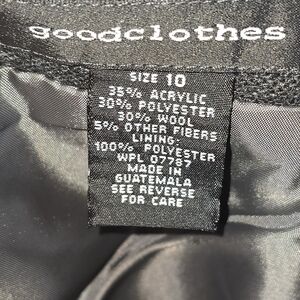 goodclothes
SIZE 10
35% ACRYLIC
30% POLYESTER
30% WOOL
5% OTHER FIBERS
LINING:
100% POLYESTER
WPL 07787
MADE IN
GUATEMALA
SEE REVERSE
FOR CARE